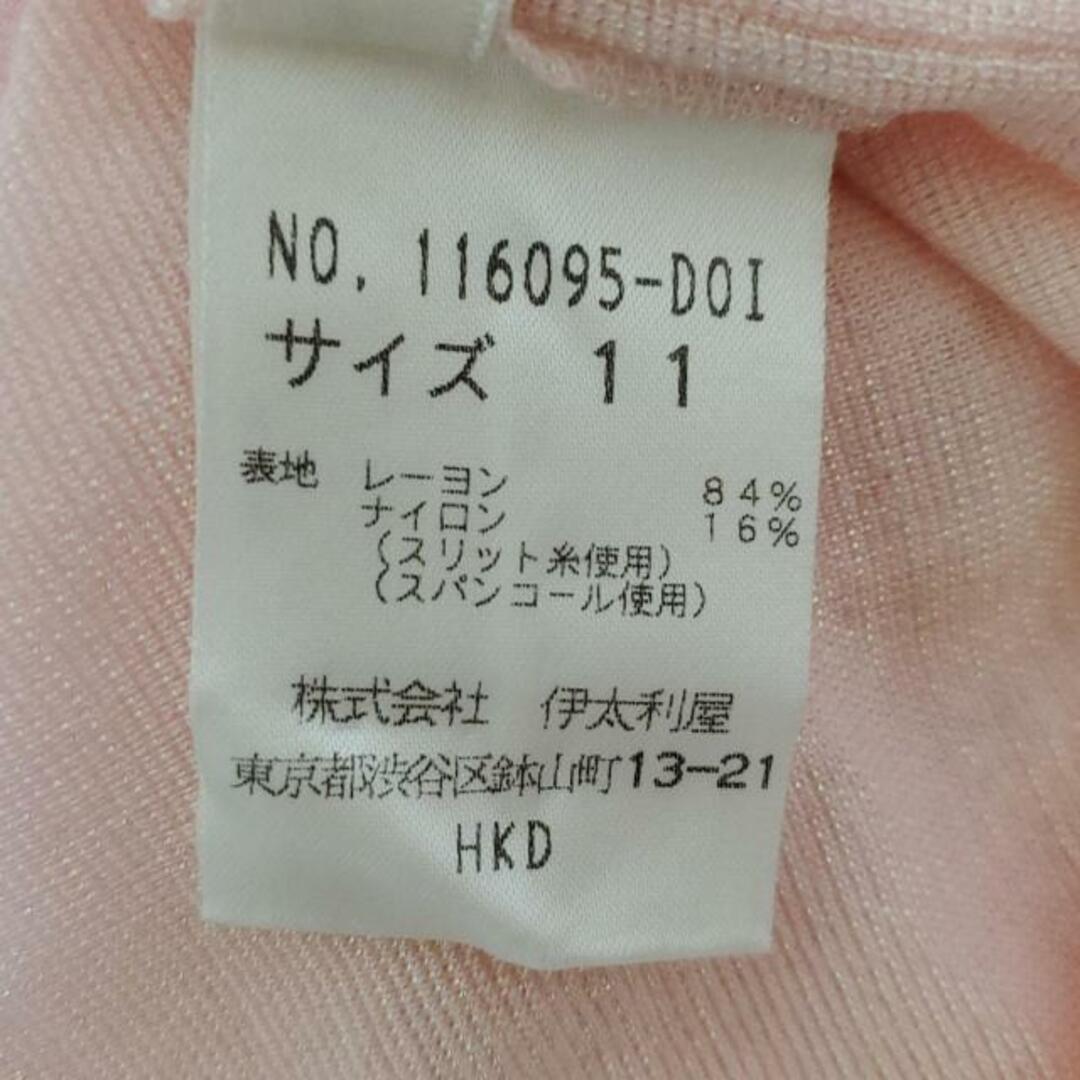 NO. 116095-DOI
サイズ 11
表地 レーヨン 84%
ナイロン 16%
(スリット糸使用)
(スパンコール使用)
株式会社 伊太利屋
東京都渋谷区鉢山町13-21
HKD